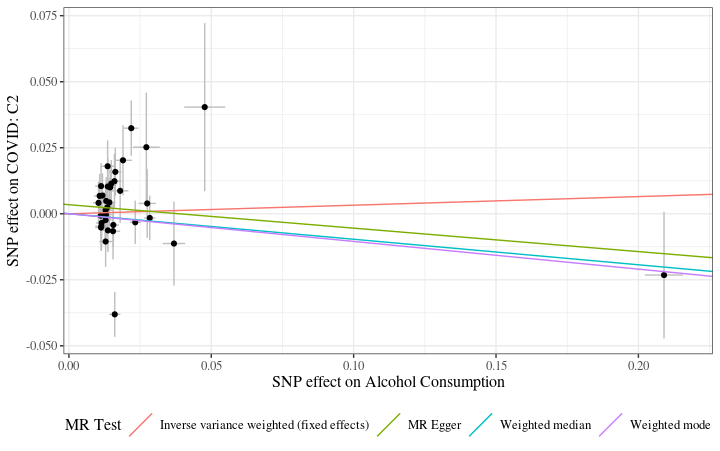 0.075
0.050
0.025
0.000
-0.025
-0.050
SNP effect on COVID: C2
0.00 0.05 0.10 0.15 0.20
SNP effect on Alcohol Consumption
MR Test Inverse variance weighted (fixed effects) MR Egger Weighted median Weighted mode